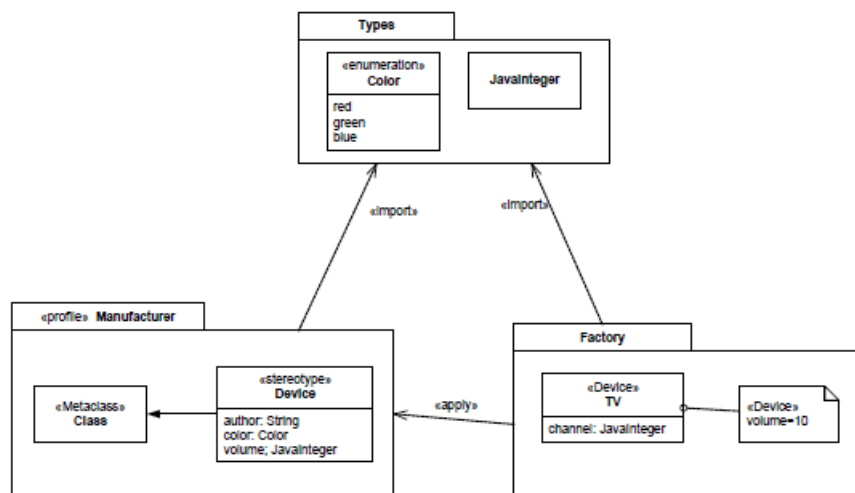 Types
«enumeration»
Color
red
green
blue
JavaInteger
«import»
«import»
«profile» Manufacturer
«Metaclass»
Class
«stereotype»
Device
author: String
color: Color
volume; JavaInteger
«apply»
Factory
«Device»
TV
channel: JavaInteger
«Device»
volume=10